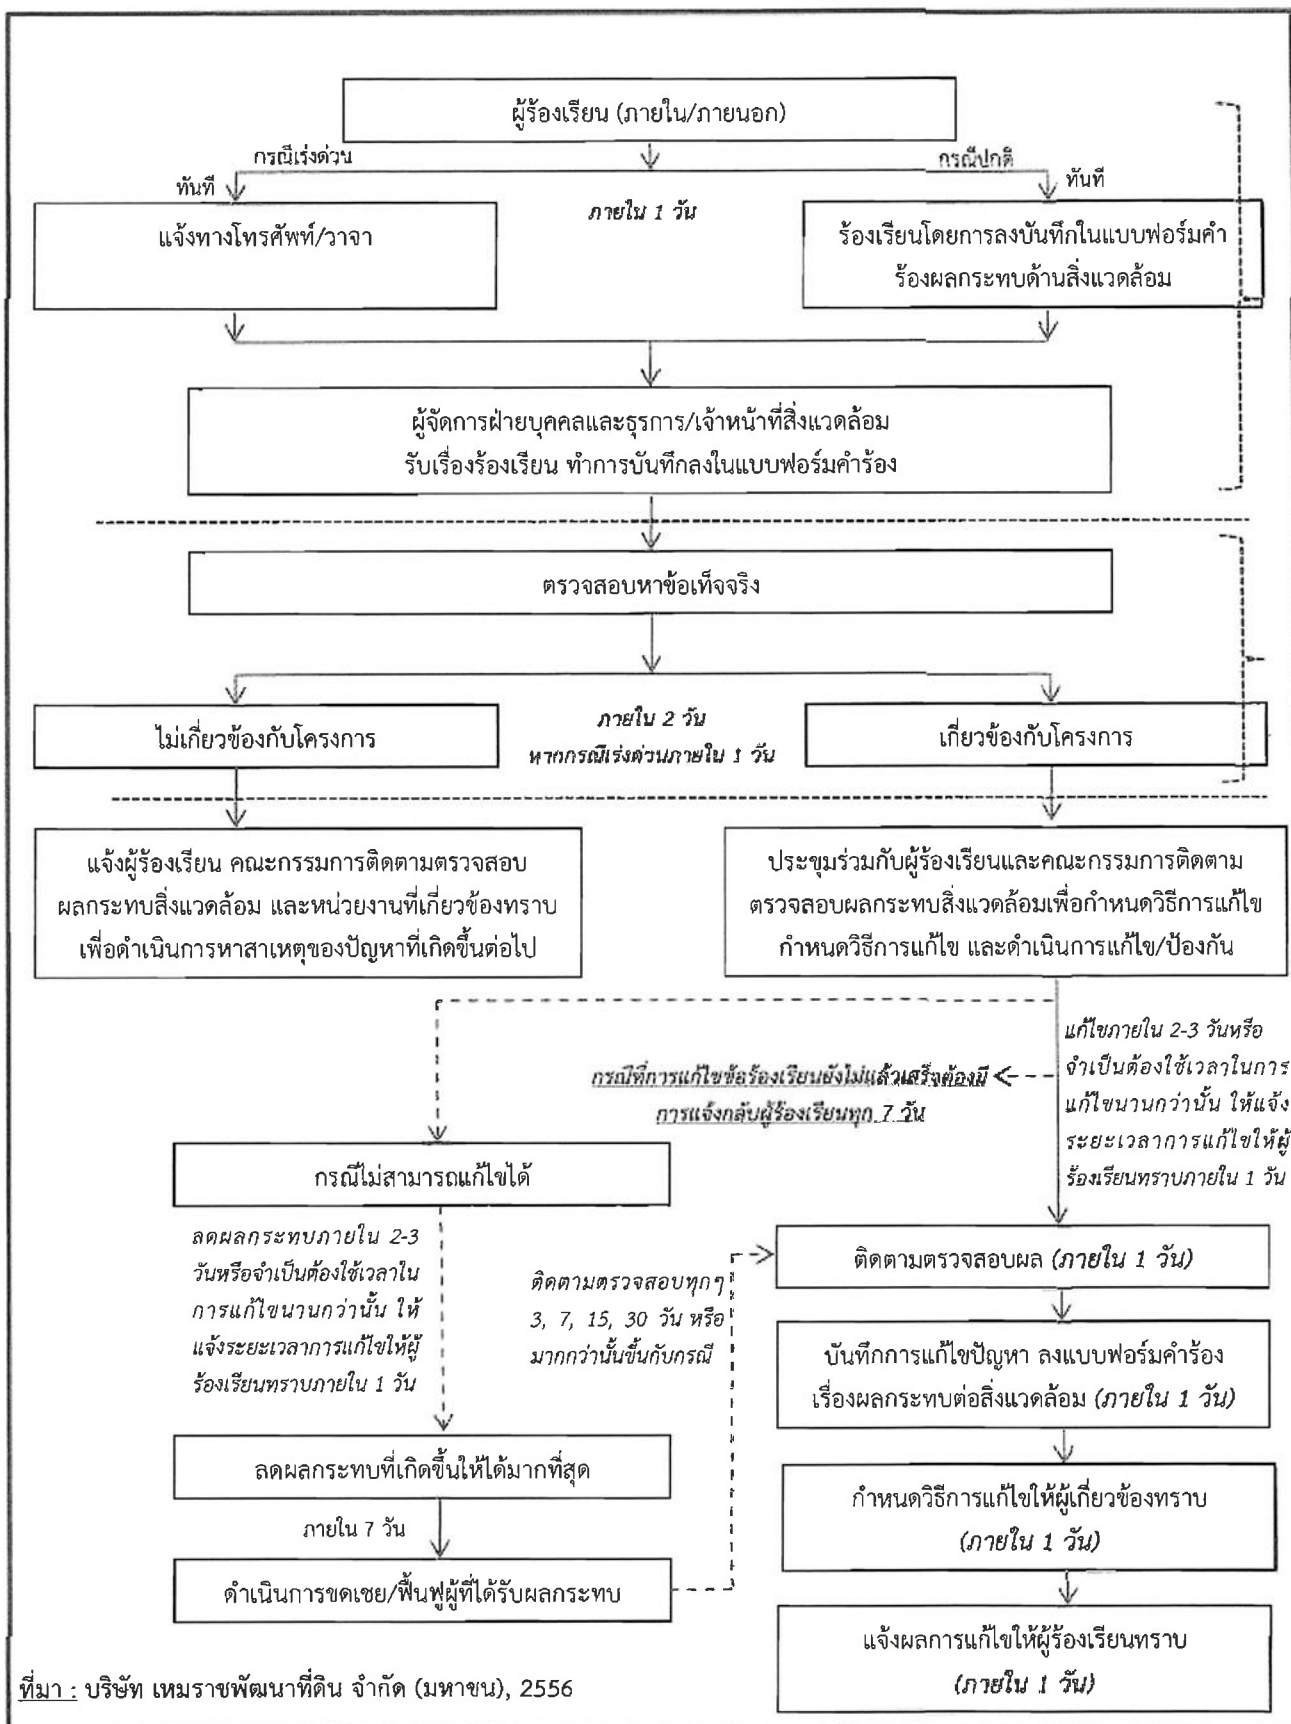 ผู้ร้องเรียน (ภายใน/ภายนอก)
กรณีเร่งด่วน
กรณีปกติ
ทันที
ทันที
ภายใน 1 วัน
แจ้งทางโทรศัพท์/วาจา
ร้องเรียนโดยการลงบันทึกในแบบฟอร์มคำ
ร้องผลกระทบด้านสิ่งแวดล้อม
ผู้จัดการฝ่ายบุคคลและธุรการ/เจ้าหน้าที่สิ่งแวดล้อม
รับเรื่องร้องเรียน ทำการบันทึกลงในแบบฟอร์มคำร้อง
ตรวจสอบหาข้อเท็จจริง
ไม่เกี่ยวข้องกับโครงการ
ภายใน 2 วัน
หากกรณีเร่งด่วนภายใน 1 วัน
เกี่ยวข้องกับโครงการ
แจ้งผู้ร้องเรียน คณะกรรมการติดตามตรวจสอบ
ผลกระทบสิ่งแวดล้อม และหน่วยงานที่เกี่ยวข้องทราบ
เพื่อดำเนินการหาสาเหตุของปัญหาที่เกิดขึ้นต่อไป
ประชุมร่วมกับผู้ร้องเรียนและคณะกรรมการติดตาม
ตรวจสอบผลกระทบสิ่งแวดล้อมเพื่อกำหนดวิธีการแก้ไข
กำหนดวิธีการแก้ไข และดำเนินการแก้ไข/ป้องกัน
แก้ไขภายใน 2-3 วันหรือ
จำเป็นต้องใช้เวลาในการ
แก้ไขนานกว่านั้น ให้แจ้ง
ระยะเวลาการแก้ไขให้ผู้
ร้องเรียนทราบภายใน 1 วัน
กรณีที่การแก้ไขข้อร้องเรียนยังไม่แล้วเสร็จต้องมี
การแจ้งกลับผู้ร้องเรียนทุก 7 วัน
กรณีไม่สามารถแก้ไขได้
ลดผลกระทบภายใน 2-3
วันหรือจำเป็นต้องใช้เวลาใน
การแก้ไขนานกว่านั้น ให้
แจ้งระยะเวลาการแก้ไขให้ผู้
ร้องเรียนทราบภายใน 1 วัน
ติดตามตรวจสอบทุกๆ
3, 7, 15, 30 วัน หรือ
มากกว่านั้นขึ้นกับกรณี
ติดตามตรวจสอบผล (ภายใน 1 วัน)
บันทึกการแก้ไขปัญหา ลงแบบฟอร์มคำร้อง
เรื่องผลกระทบต่อสิ่งแวดล้อม (ภายใน 1 วัน)
ลดผลกระทบที่เกิดขึ้นให้ได้มากที่สุด
ภายใน 7 วัน
ดำเนินการชดเชย/ฟื้นฟูผู้ที่ได้รับผลกระทบ
กำหนดวิธีการแก้ไขให้ผู้เกี่ยวข้องทราบ
(ภายใน 1 วัน)
แจ้งผลการแก้ไขให้ผู้ร้องเรียนทราบ
(ภายใน 1 วัน)
ที่มา : บริษัท เหมราชพัฒนาที่ดิน จำกัด (มหาชน), 2556